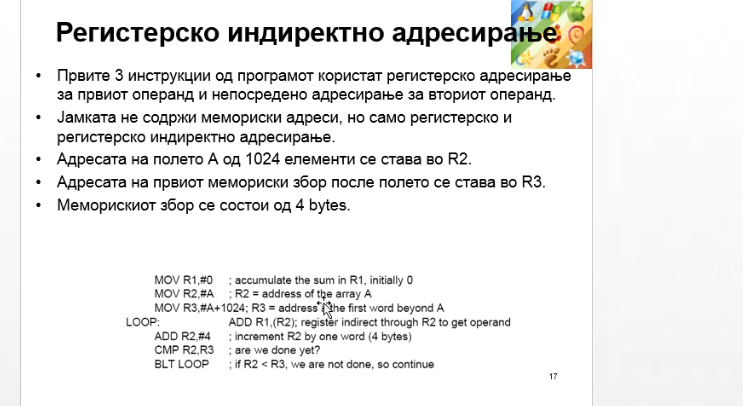 Регистерско индиректно адресирање
• Првите 3 инструкции од програмот користат регистерско адресирање
за првиот операнд и непосредено адресирање за вториот операнд.
• Јамката не содржи мемориски адреси, но само регистерско и
регистерско индиректно адресирање.
• Адресата на полето А од 1024 елементи се става во R2.
• Адресата на првиот мемориски збор после полето се става во R3.
• Меморискиот збор се состои од 4 bytes.
MOV R1,#0 ; accumulate the sum in R1, initially 0
MOV R2,#A ; R2 = address of the array A
MOV R3,#A+1024; R3 = address the first word beyond A
LOOP: ADD R1,(R2); register indirect through R2 to get operand
ADD R2,#4 ; increment R2 by one word (4 bytes)
CMP R2,R3 ; are we done yet?
BLT LOOP ; if R2 < R3, we are not done, so continue
17